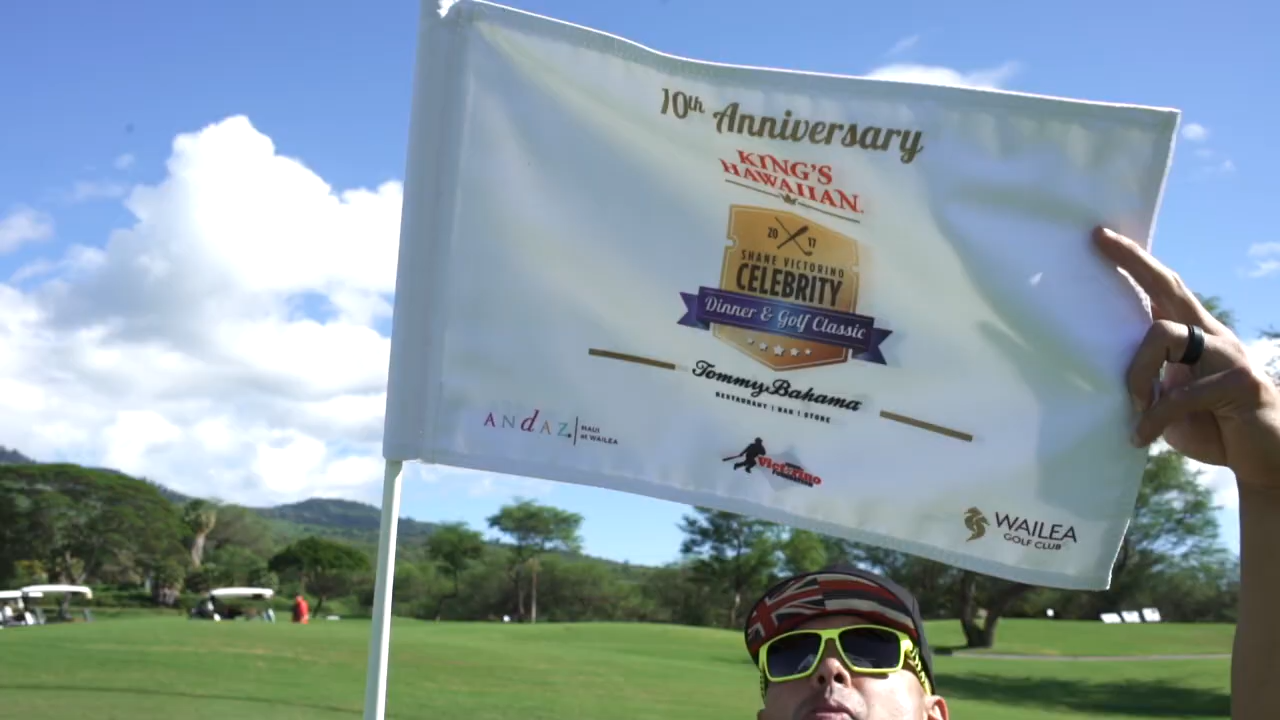 10th Anniversary
KING'S
HAWAIIAN.
20 17
SHANE VICTORINO
CELEBRITY
Dinner & Golf Classic
Tommy Bahama
RESTAURANT | BAR | STORE
ANdAZ. MAUI
AT WAILEA
Victorino
FOUNDATION
WAILEA
GOLF CLUB